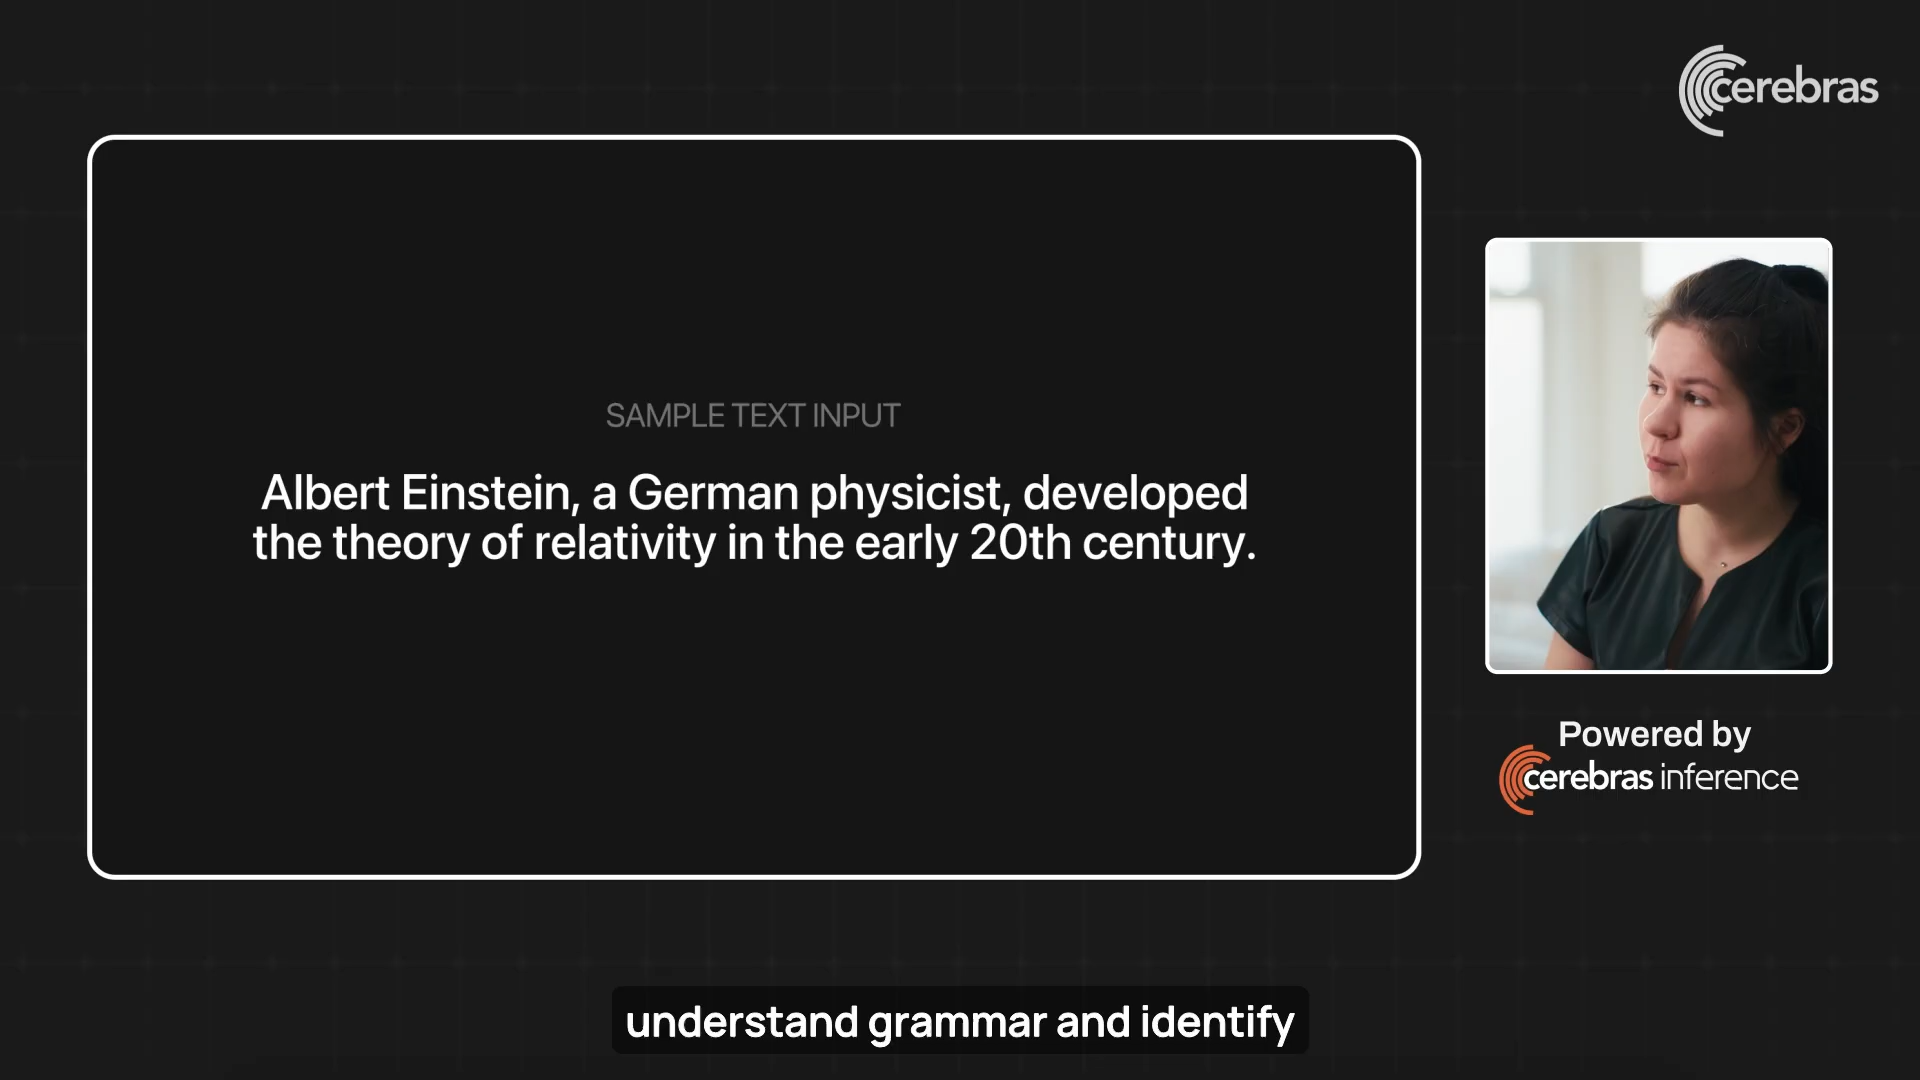 cerebras
SAMPLE TEXT INPUT
Albert Einstein, a German physicist, developed
the theory of relativity in the early 20th century.
Powered by
cerebras inference
understand grammar and identify